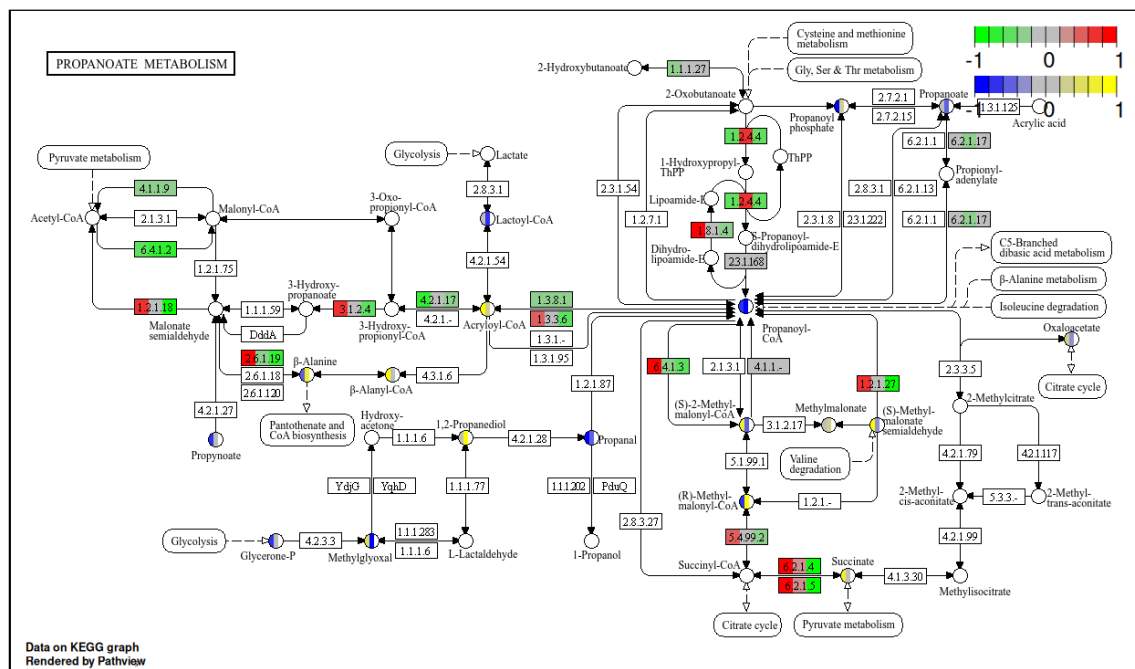 PROPANOATE METABOLISM
Cysteine and methionine
metabolism
Gly, Ser & Thr metabolism
-1 0 1
-1 0 1
2-Hydroxybutanoate
1.1.1.27
2-Oxobutanoate
Propanoyl
phosphate
2.7.2.1
2.7.2.15
Propanoate
1.3.1.125
Acrylic acid
Pyruvate metabolism
Glycolysis
Lactate
1.2.4.4
ThPP
6.2.1.1
6.2.1.17
1-Hydroxypropyl-
ThPP
Propionyl-
adenylate
4.1.1.9
2.8.3.1
2.3.1.54
Lipoamide-E
1.2.4.4
2.8.3.1
6.2.1.13
Acetyl-CoA
2.1.3.1
Malonyl-CoA
3-Oxo-
propionyl-CoA
Lactoyl-CoA
1.2.7.1
2.3.1.8
2.3.1.222
6.2.1.1
6.2.1.17
6.4.1.2
1.8.1.4
S-Propanoyl-
dihydrolipoamide-E
Dihydro-
lipoamide-E
2.3.1.168
C5-Branched
dibasic acid metabolism
1.2.1.75
4.2.1.54
β-Alanine metabolism
Isoleucine degradation
3-Hydroxy-
propanoate
1.2.1.18
Malonate
semialdehyde
1.1.1.59
DddA
3.1.2.4
3-Hydroxy-
propionyl-CoA
4.2.1.17
4.2.1.-
Acryloyl-CoA
1.3.8.1
1.3.3.6
1.3.1.-
1.3.1.95
Propanoyl-
CoA
Oxaloacetate
2.6.1.19
2.6.1.18
2.6.1.120
β-Alanine
β-Alanyl-CoA
4.3.1.6
1.2.1.87
6.4.1.3
2.1.3.1
4.1.1.-
1.2.1.27
2.3.3.5
Citrate cycle
4.2.1.27
Propynoate
Pantothenate and
CoA biosynthesis
Hydroxy-
acetone
1.1.1.6
1,2-Propanediol
4.2.1.28
Propanal
(S)-2-Methyl-
malonyl-CoA
3.1.2.17
Methylmalonate
(S)-Methyl-
malonate
semialdehyde
2-Methylcitrate
Valine
degradation
5.1.99.1
4.2.1.79
4.2.1.117
YdjG
YqhD
1.1.1.77
1.1.1.202
PduQ
(R)-Methyl-
malonyl-CoA
1.2.1.-
2-Methyl-
cis-aconitate
5.3.3.-
2-Methyl-
trans-aconitate
2.8.3.27
Glycolysis
Glycerone-P
4.2.3.3
Methylglyoxal
1.1.1.283
1.1.1.6
L-Lactaldehyde
1-Propanol
5.4.99.2
4.2.1.99
Succinyl-CoA
6.2.1.4
6.2.1.5
Succinate
4.1.3.30
Methylisocitrate
Citrate cycle
Pyruvate metabolism
Data on KEGG graph
Rendered by Pathview